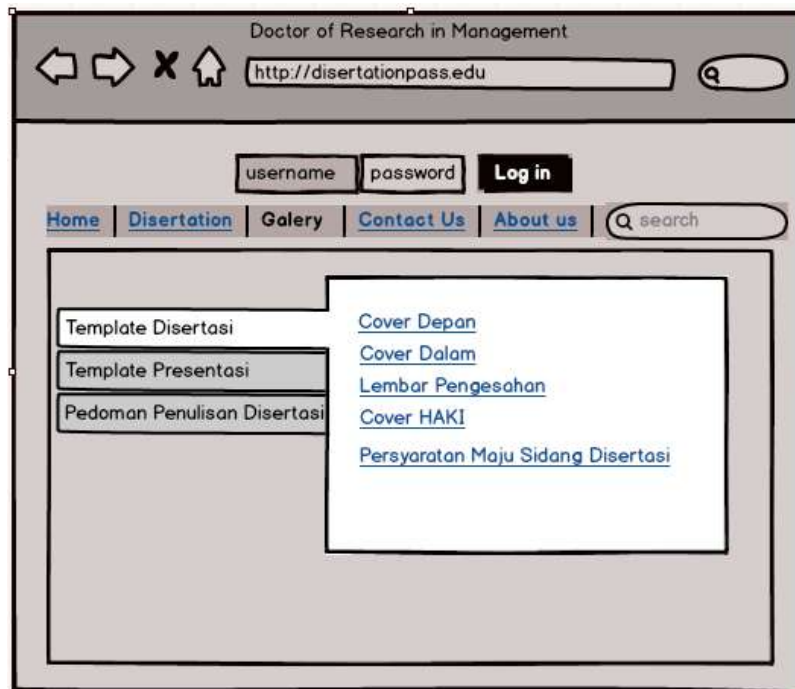 Doctor of Research in Management
http://disertationpass.edu
username password Log in
Home Disertation Galery Contact Us About us search
Template Disertasi
Template Presentasi
Pedoman Penulisan Disertasi
Cover Depan
Cover Dalam
Lembar Pengesahan
Cover HAKI
Persyaratan Maju Sidang Disertasi